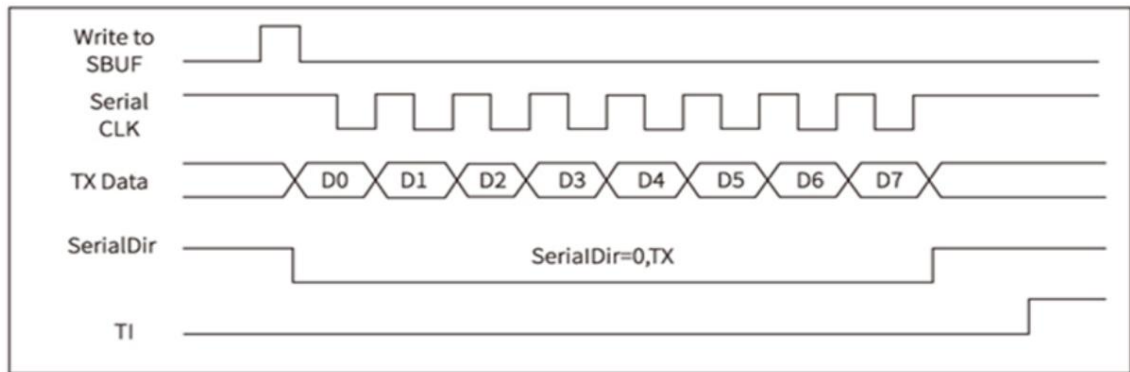 Write to
SBUF
Serial
CLK
TX Data
D0 D1 D2 D3 D4 D5 D6 D7
SerialDir
SerialDir=0,TX
TI